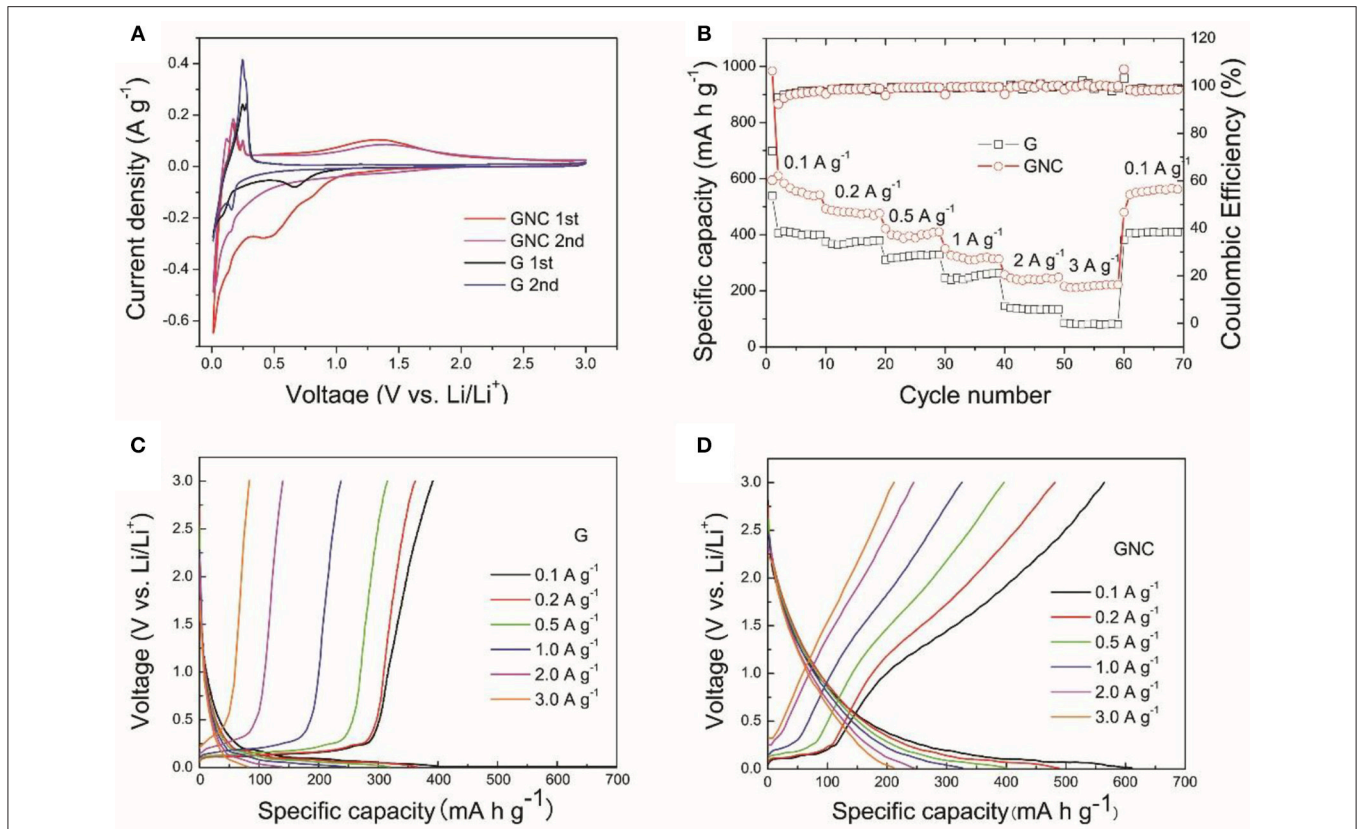 A
Current density (A g⁻¹)
0.4
0.2
0.0
-0.2
-0.4
-0.6
GNC 1st
GNC 2nd
G 1st
G 2nd
0.0 0.5 1.0 1.5 2.0 2.5 3.0
Voltage (V vs. Li/Li⁺)
B
Specific capacity (mA h g⁻¹)
1000
900
800
700
600
500
400
300
200
100
0
G
GNC
0.1 A g⁻¹
0.2 A g⁻¹
0.5 A g⁻¹
1 A g⁻¹
2 A g⁻¹
3 A g⁻¹
0.1 A g⁻¹
120
100
80
60
40
20
0
Coulombic Efficiency (%)
0 10 20 30 40 50 60 70
Cycle number
C
Voltage (V vs. Li/Li⁺)
3.0
2.5
2.0
1.5
1.0
0.5
0.0
G
0.1 A g⁻¹
0.2 A g⁻¹
0.5 A g⁻¹
1.0 A g⁻¹
2.0 A g⁻¹
3.0 A g⁻¹
0 100 200 300 400 500 600 700
Specific capacity (mA h g⁻¹)
D
Voltage (V vs. Li/Li⁺)
3.0
2.5
2.0
1.5
1.0
0.5
0.0
GNC
0.1 A g⁻¹
0.2 A g⁻¹
0.5 A g⁻¹
1.0 A g⁻¹
2.0 A g⁻¹
3.0 A g⁻¹
0 100 200 300 400 500 600 700
Specific capacity (mA h g⁻¹)